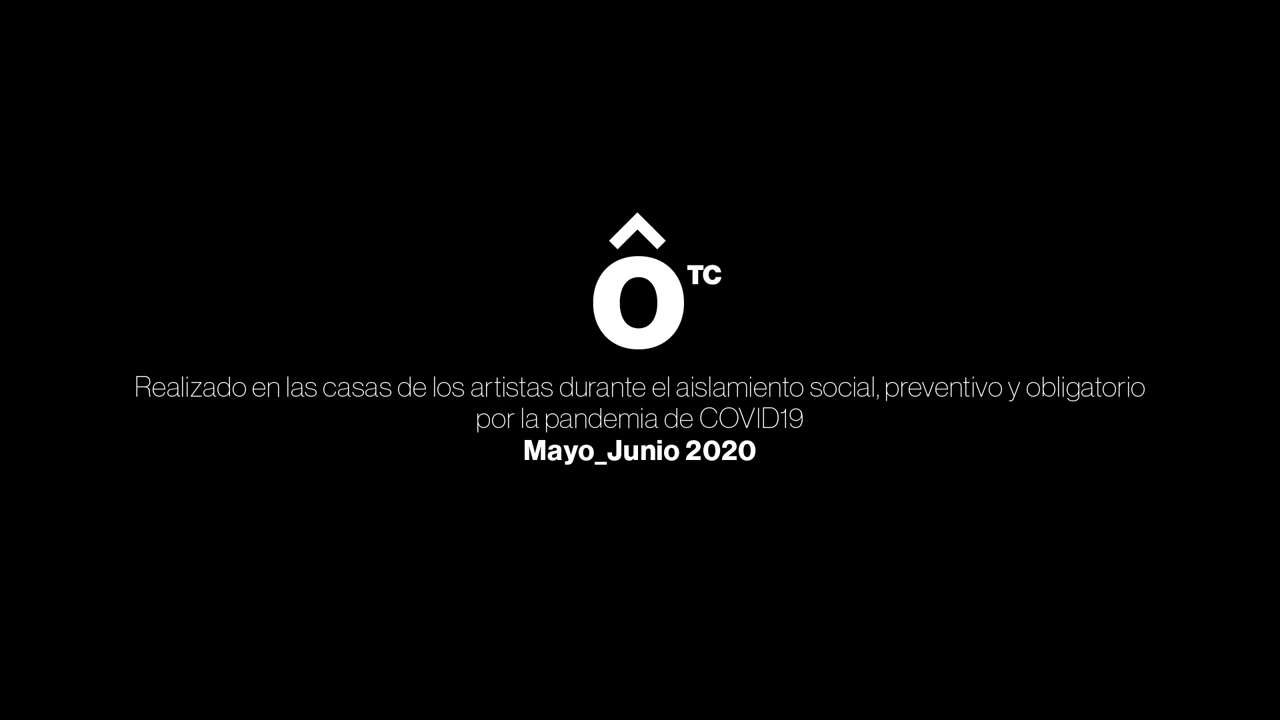 ôTC
Realizado en las casas de los artistas durante el aislamiento social, preventivo y obligatorio
por la pandemia de COVID19
Mayo_Junio 2020